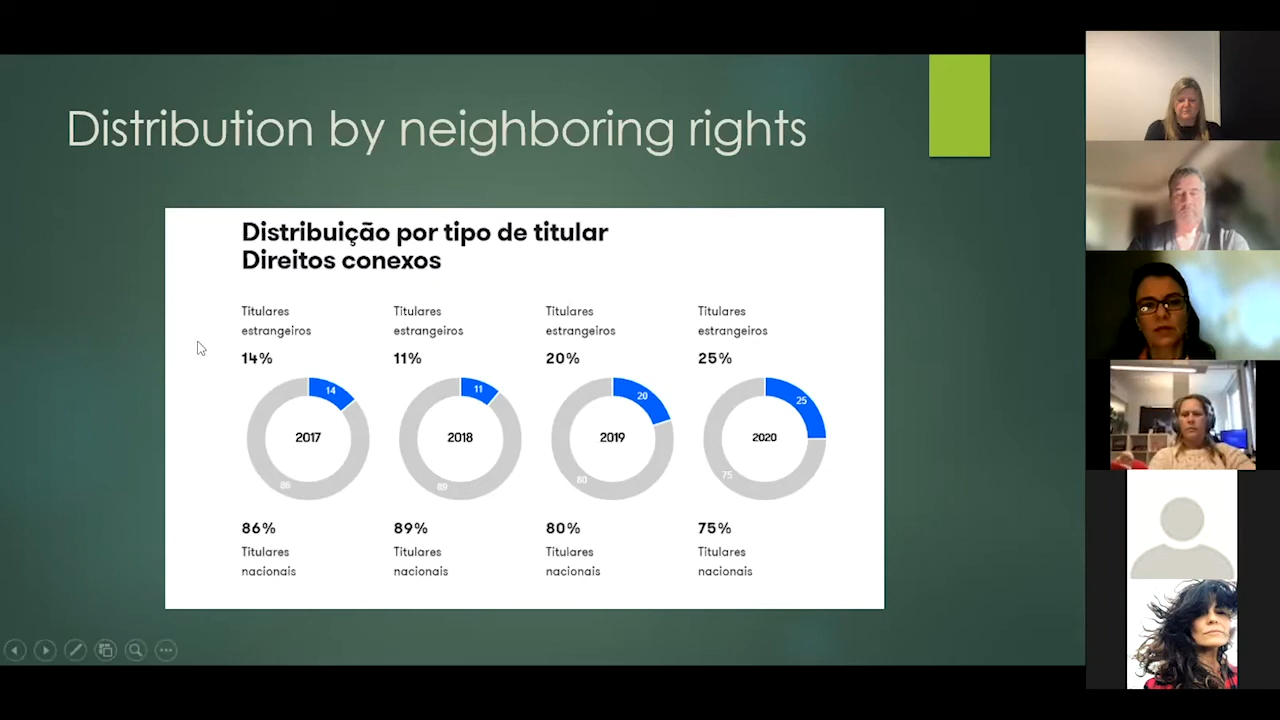 Distribution by neighboring rights
Distribuição por tipo de titular
Direitos conexos
Titulares
estrangeiros
14%
14
2017
86
86%
Titulares
nacionais
Titulares
estrangeiros
11%
11
2018
89
89%
Titulares
nacionais
Titulares
estrangeiros
20%
20
2019
80
80%
Titulares
nacionais
Titulares
estrangeiros
25%
25
2020
75
75%
Titulares
nacionais